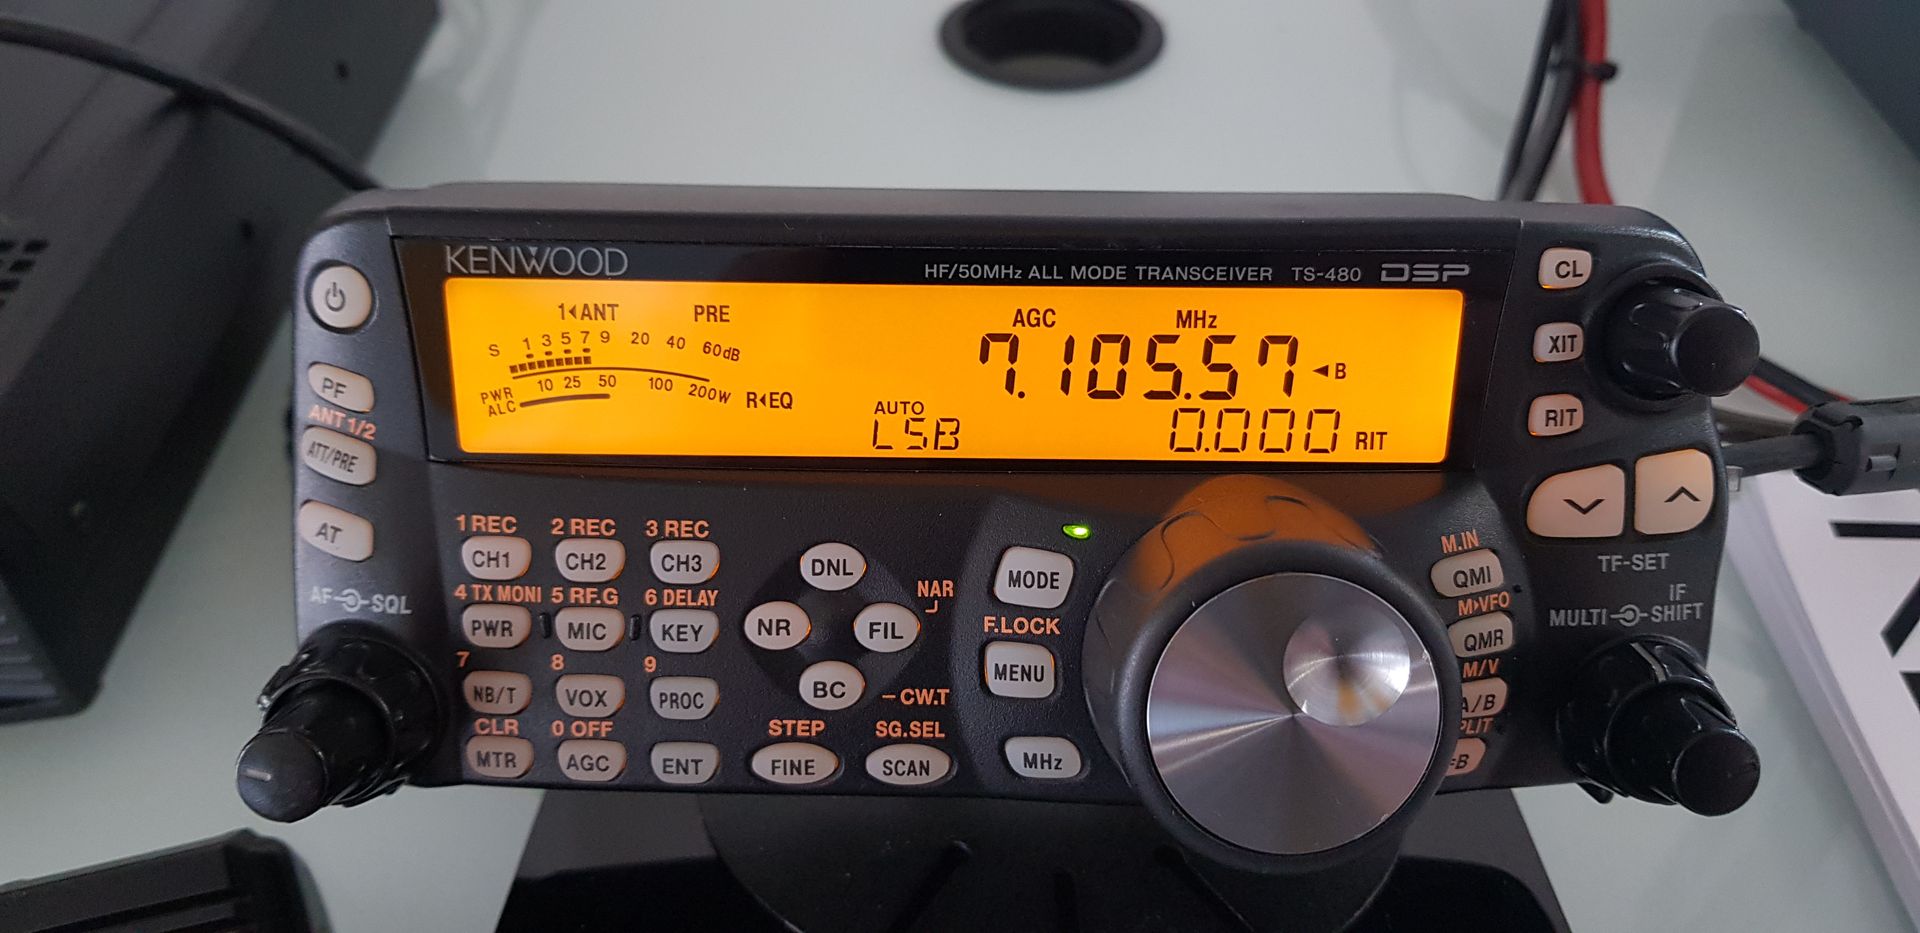 KENWOOD
HF/50MHz ALL MODE TRANSCEIVER TS-480 DSP
1◂ANT PRE
AGC MHz
S 1 3 5 7 9 20 40 60dB
7.105.57 ◂B
PWR 10 25 50 100 200W
ALC
R◂EQ
AUTO
LSB
0.000 RIT
CL
XIT
RIT
PF
ANT 1/2
ATT/PRE
AT
AF SQL
1 REC 2 REC 3 REC
CH1 CH2 CH3
4 TX MONI 5 RF.G 6 DELAY
PWR MIC KEY
7 8 9
NB/T VOX PROC
CLR 0 OFF
MTR AGC ENT
DNL
NAR
NR FIL
BC
– CW.T
STEP SG.SEL
FINE SCAN
MODE
F.LOCK
MENU
MHz
M.IN
QMI
M▸VFO
QMR
M/V
A/B
TF-SET
MULTI IF SHIFT